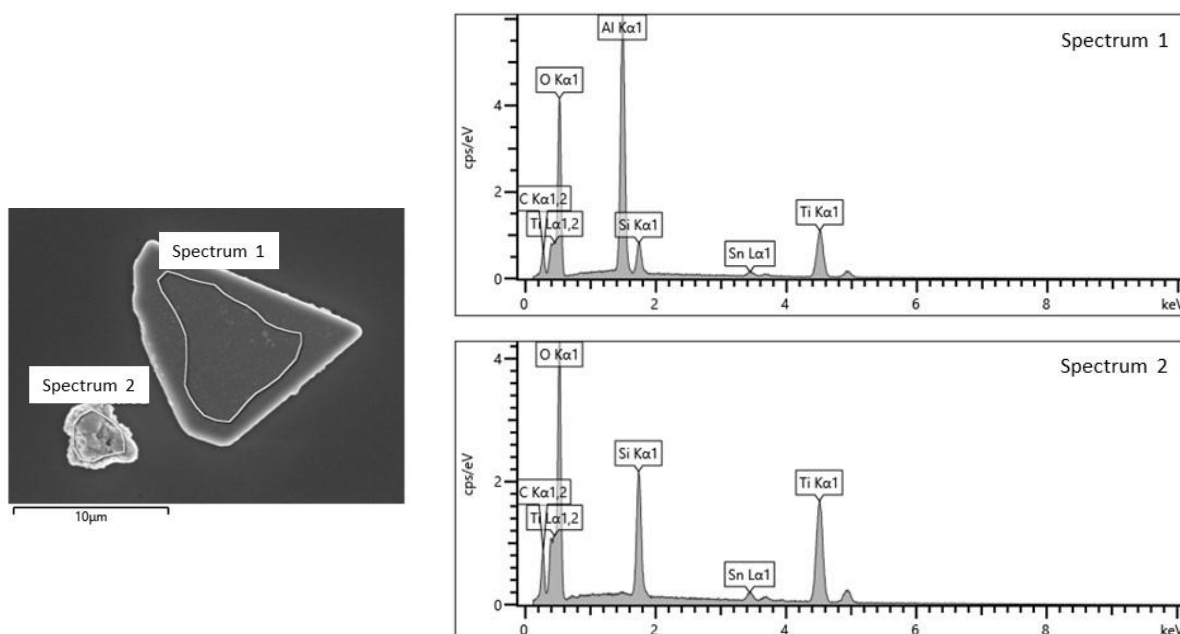 Spectrum 1
Spectrum 2
10µm
Spectrum 1
cps/eV
4
2
0
Al Kα1
O Kα1
C Kα1,2
Ti Lα1,2
Si Kα1
Sn Lα1
Ti Kα1
0 2 4 6 8 keV
Spectrum 2
cps/eV
4
2
0
O Kα1
Si Kα1
C Kα1,2
Ti Lα1,2
Sn Lα1
Ti Kα1
0 2 4 6 8 keV